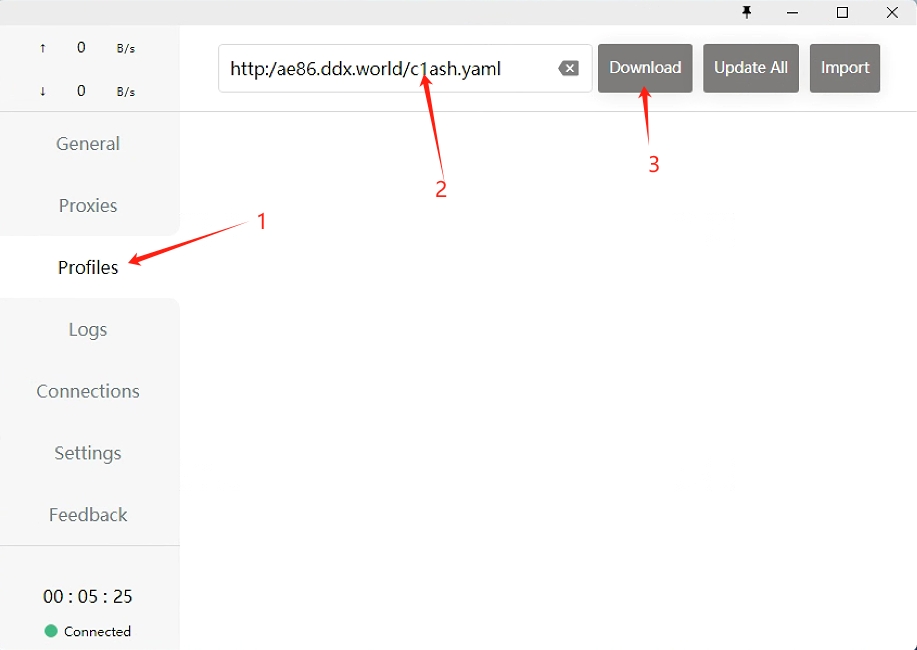 ↑ 0 B/s
↓ 0 B/s
http:/ae86.ddx.world/c1ash.yaml
Download
Update All
Import
General
Proxies
Profiles
Logs
Connections
Settings
Feedback
00 : 05 : 25
Connected
1
2
3